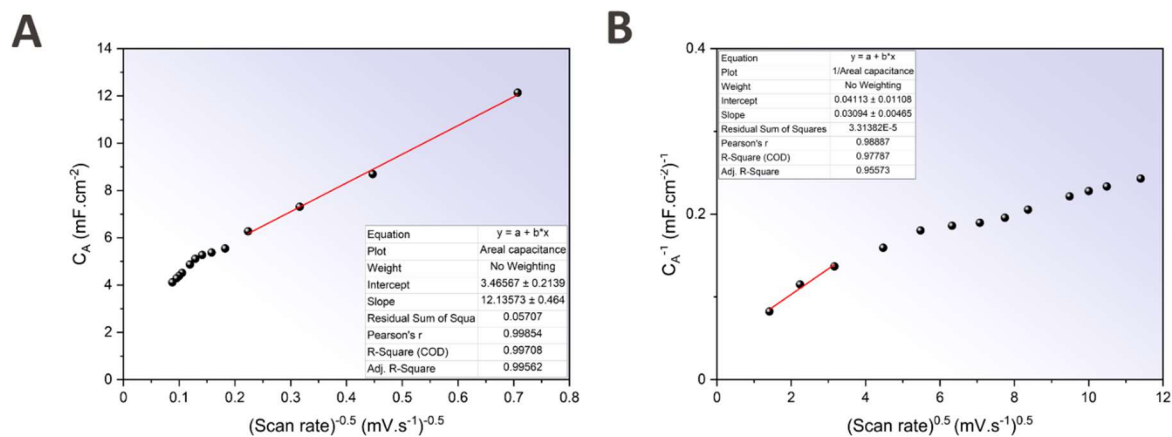 A
C_A (mF.cm^-2)
14
12
10
8
6
4
2
0
0.1
0.2
0.3
0.4
0.5
0.6
0.7
0.8
(Scan rate)^-0.5 (mV.s^-1)^-0.5
Equation y = a + b*x
Plot Areal capacitance
Weight No Weighting
Intercept 3.46567 ± 0.2139
Slope 12.13573 ± 0.464
Residual Sum of Squa 0.05707
Pearson's r 0.99854
R-Square (COD) 0.99708
Adj. R-Square 0.99562
B
C_A^-1 (mF.cm^-2)^-1
0.4
0.2
0
0
2
4
6
8
10
12
(Scan rate)^0.5 (mV.s^-1)^0.5
Equation y = a + b*x
Plot 1/Areal capacitance
Weight No Weighting
Intercept 0.04113 ± 0.01108
Slope 0.03094 ± 0.00465
Residual Sum of Squares 3.31382E-5
Pearson's r 0.98887
R-Square (COD) 0.97787
Adj. R-Square 0.95573